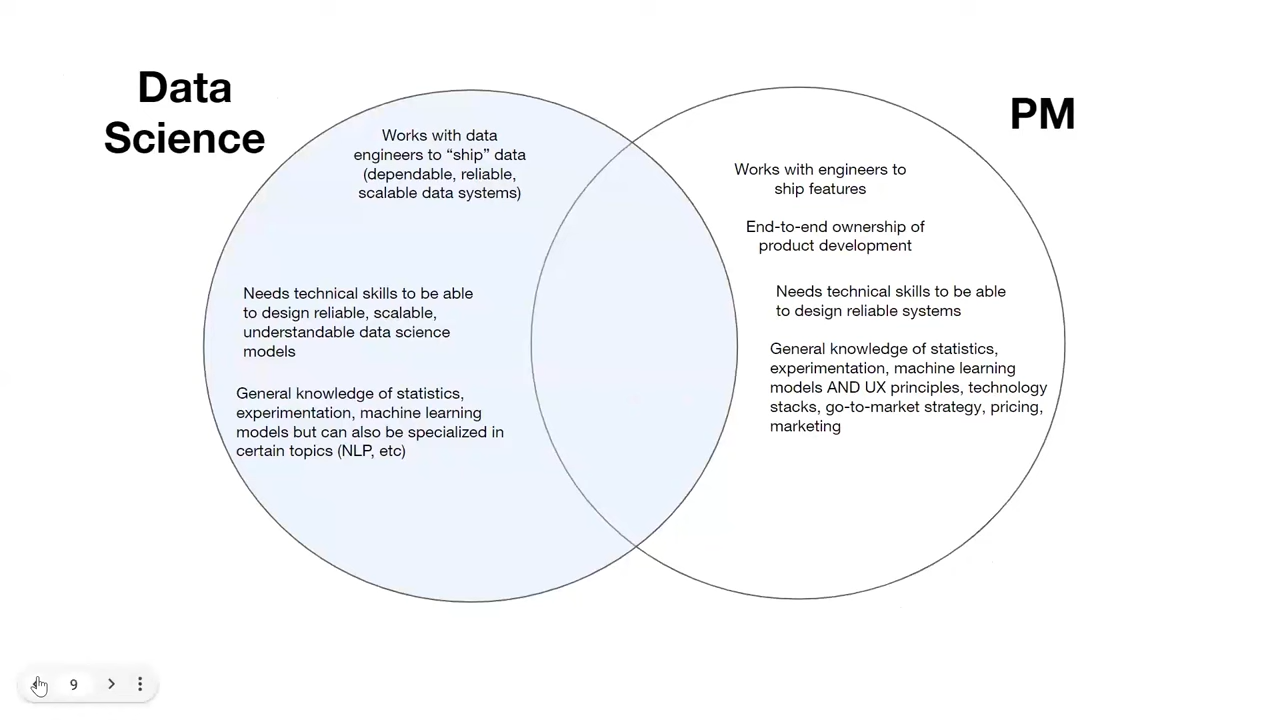 Data
Science
Works with data
engineers to “ship” data
(dependable, reliable,
scalable data systems)
Needs technical skills to be able
to design reliable, scalable,
understandable data science
models
General knowledge of statistics,
experimentation, machine learning
models but can also be specialized in
certain topics (NLP, etc)
PM
Works with engineers to
ship features
End-to-end ownership of
product development
Needs technical skills to be able
to design reliable systems
General knowledge of statistics,
experimentation, machine learning
models AND UX principles, technology
stacks, go-to-market strategy, pricing,
marketing
9